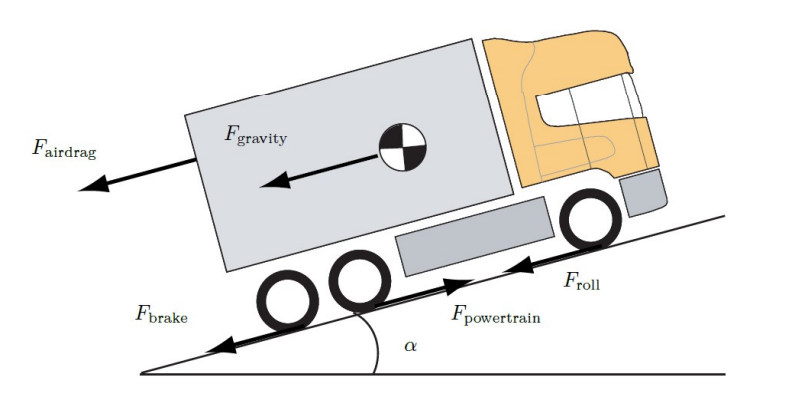 F_gravity
F_airdrag
F_roll
F_brake
F_powertrain
α